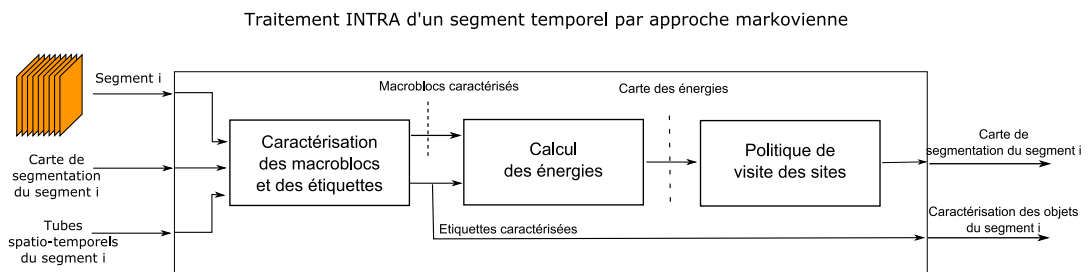 Traitement INTRA d'un segment temporel par approche markovienne
Segment i
Carte de
segmentation
du segment i
Tubes
spatio-temporels
du segment i
Caractérisation
des macroblocs
et des étiquettes
Macroblocs caractérisés
Calcul
des énergies
Carte des énergies
Politique de
visite des sites
Etiquettes caractérisées
Carte de
segmentation du segment i
Caractérisation des objets
du segment i